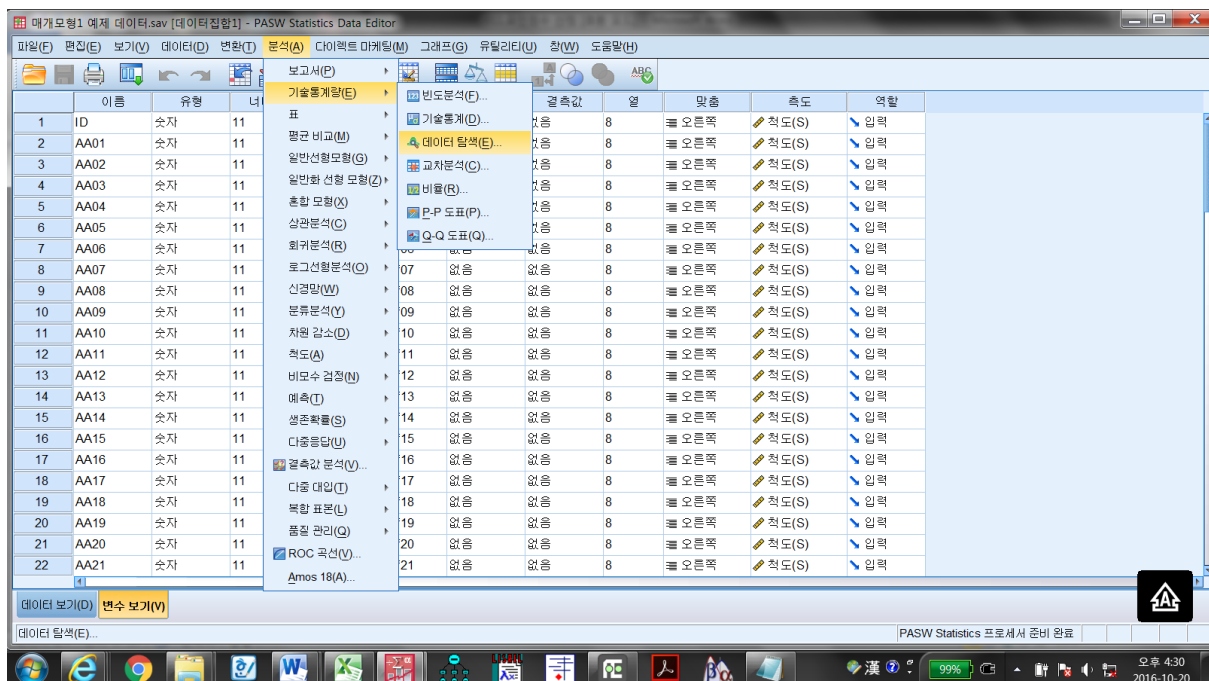 매개모형1 예제 데이터.sav [데이터집합1] - PASW Statistics Data Editor
파일(F) 편집(E) 보기(V) 데이터(D) 변환(T) 분석(A) 다이렉트 마케팅(M) 그래프(G) 유틸리티(U) 창(W) 도움말(H)
보고서(P)
기술통계량(E)
표
평균 비교(M)
일반선형모형(G)
일반화 선형 모형(Z)
혼합 모형(X)
상관분석(C)
회귀분석(R)
로그선형분석(O)
신경망(W)
분류분석(Y)
차원 감소(D)
척도(A)
비모수 검정(N)
예측(T)
생존확률(S)
다중응답(U)
결측값 분석(V)...
다중 대입(T)
복합 표본(L)
품질 관리(Q)
ROC 곡선(V)...
Amos 18(A)...
빈도분석(F)...
기술통계(D)...
데이터 탐색(E)...
교차분석(C)...
비율(R)...
P-P 도표(P)...
Q-Q 도표(Q)...
이름 유형 결측값 열 맞춤 측도 역할
1 ID 숫자 11 없음 8 오른쪽 척도(S) 입력
2 AA01 숫자 11 없음 8 오른쪽 척도(S) 입력
3 AA02 숫자 11 없음 8 오른쪽 척도(S) 입력
4 AA03 숫자 11 없음 8 오른쪽 척도(S) 입력
5 AA04 숫자 11 없음 8 오른쪽 척도(S) 입력
6 AA05 숫자 11 없음 8 오른쪽 척도(S) 입력
7 AA06 숫자 11 없음 없음 8 오른쪽 척도(S) 입력
8 AA07 숫자 11 07 없음 없음 8 오른쪽 척도(S) 입력
9 AA08 숫자 11 08 없음 없음 8 오른쪽 척도(S) 입력
10 AA09 숫자 11 09 없음 없음 8 오른쪽 척도(S) 입력
11 AA10 숫자 11 10 없음 없음 8 오른쪽 척도(S) 입력
12 AA11 숫자 11 11 없음 없음 8 오른쪽 척도(S) 입력
13 AA12 숫자 11 12 없음 없음 8 오른쪽 척도(S) 입력
14 AA13 숫자 11 13 없음 없음 8 오른쪽 척도(S) 입력
15 AA14 숫자 11 14 없음 없음 8 오른쪽 척도(S) 입력
16 AA15 숫자 11 15 없음 없음 8 오른쪽 척도(S) 입력
17 AA16 숫자 11 16 없음 없음 8 오른쪽 척도(S) 입력
18 AA17 숫자 11 17 없음 없음 8 오른쪽 척도(S) 입력
19 AA18 숫자 11 18 없음 없음 8 오른쪽 척도(S) 입력
20 AA19 숫자 11 19 없음 없음 8 오른쪽 척도(S) 입력
21 AA20 숫자 11 20 없음 없음 8 오른쪽 척도(S) 입력
22 AA21 숫자 11 21 없음 없음 8 오른쪽 척도(S) 입력
데이터 보기(D) 변수 보기(V)
데이터 탐색(E)... PASW Statistics 프로세서 준비 완료
漢 99% 오후 4:30
2016-10-20